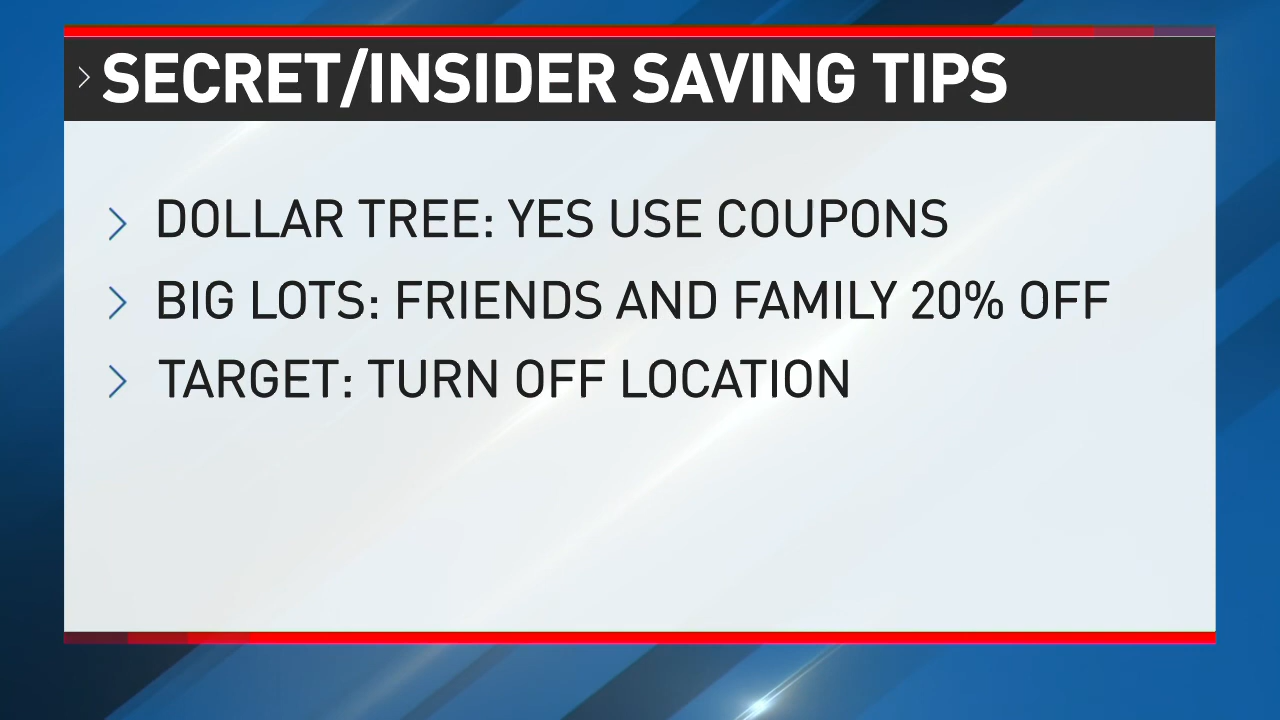 SECRET/INSIDER SAVING TIPS
DOLLAR TREE: YES USE COUPONS
BIG LOTS: FRIENDS AND FAMILY 20% OFF
TARGET: TURN OFF LOCATION